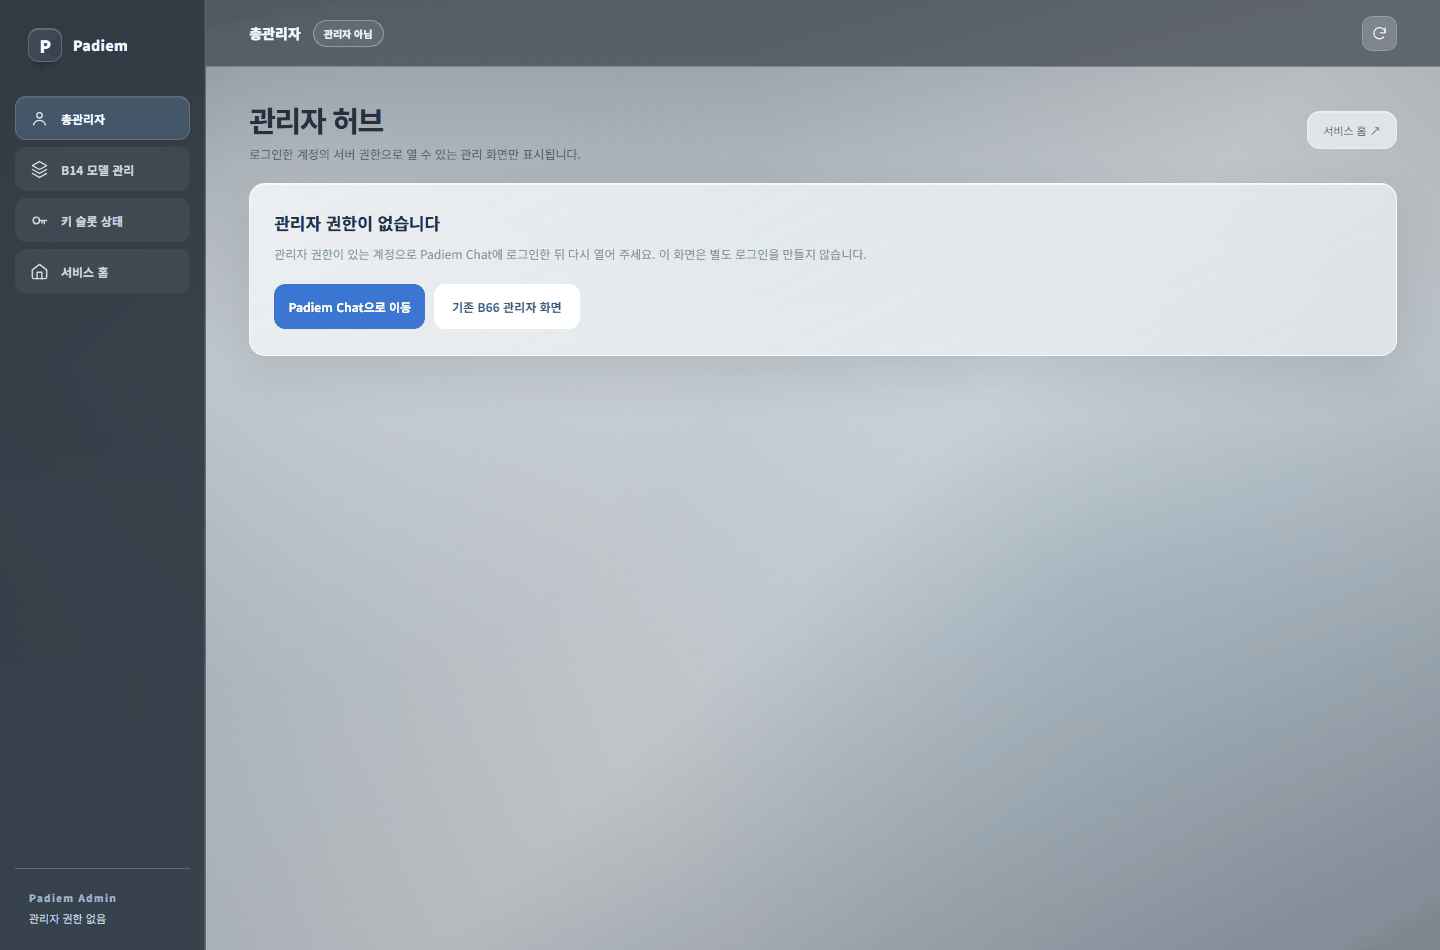 P Padiem
총관리자
B14 모델 관리
키 슬롯 상태
서비스 홈
Padiem Admin
관리자 권한 없음
총관리자 관리자 아님
관리자 허브
로그인한 계정의 서버 권한으로 열 수 있는 관리 화면만 표시됩니다.
서비스 홈 ↗
관리자 권한이 없습니다
관리자 권한이 있는 계정으로 Padiem Chat에 로그인한 뒤 다시 열어 주세요. 이 화면은 별도 로그인을 만들지 않습니다.
Padiem Chat으로 이동
기존 B66 관리자 화면